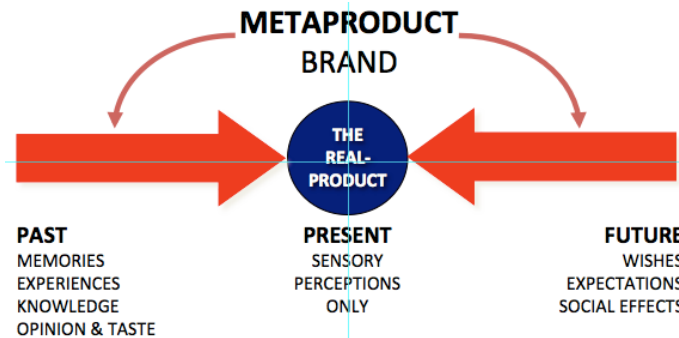 METAPRODUCT
BRAND
THE
REAL-
PRODUCT
PAST
MEMORIES
EXPERIENCES
KNOWLEDGE
OPINION & TASTE
PRESENT
SENSORY
PERCEPTIONS
ONLY
FUTURE
WISHES
EXPECTATIONS
SOCIAL EFFECTS